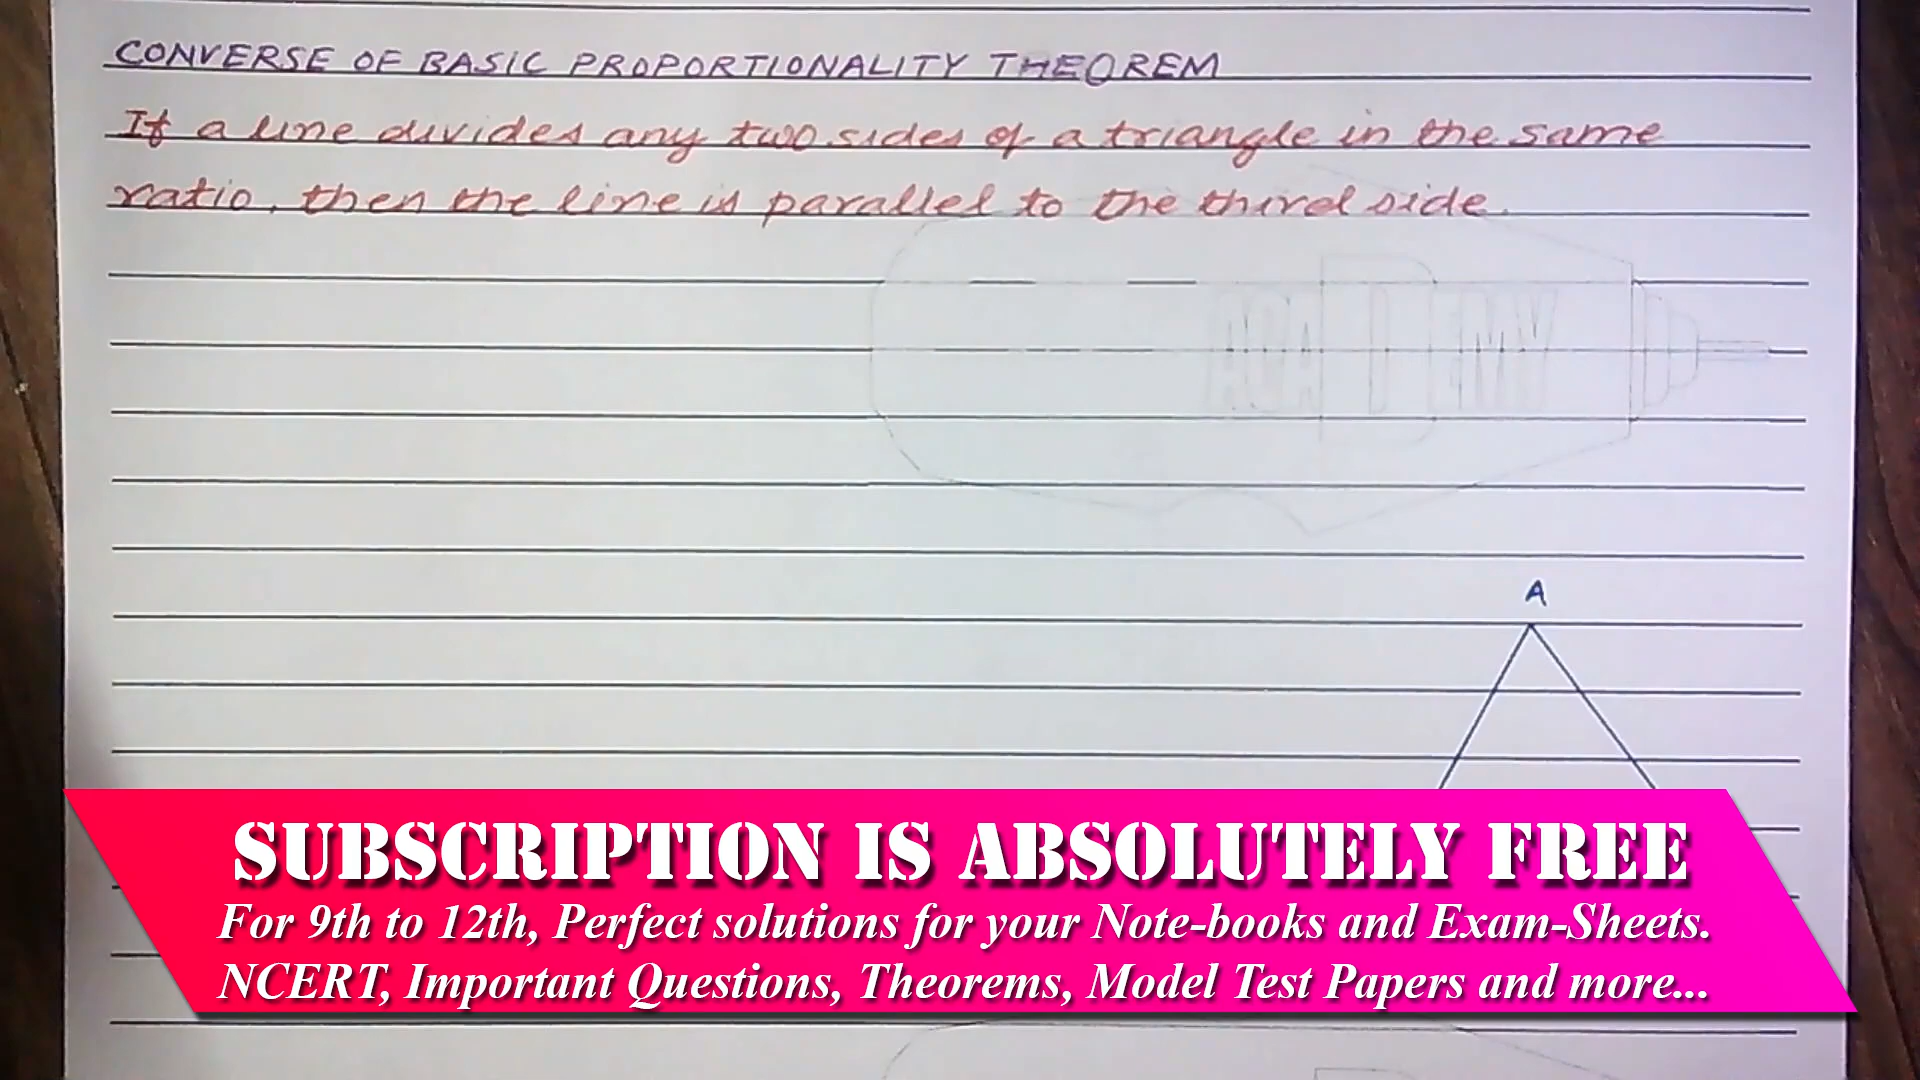 CONVERSE OF BASIC PROPORTIONALITY THEOREM
If a line divides any two sides of a triangle in the same
ratio, then the line is parallel to the third side.
ACADEMY
A
SUBSCRIPTION IS ABSOLUTELY FREE
For 9th to 12th, Perfect solutions for your Note-books and Exam-Sheets.
NCERT, Important Questions, Theorems, Model Test Papers and more...